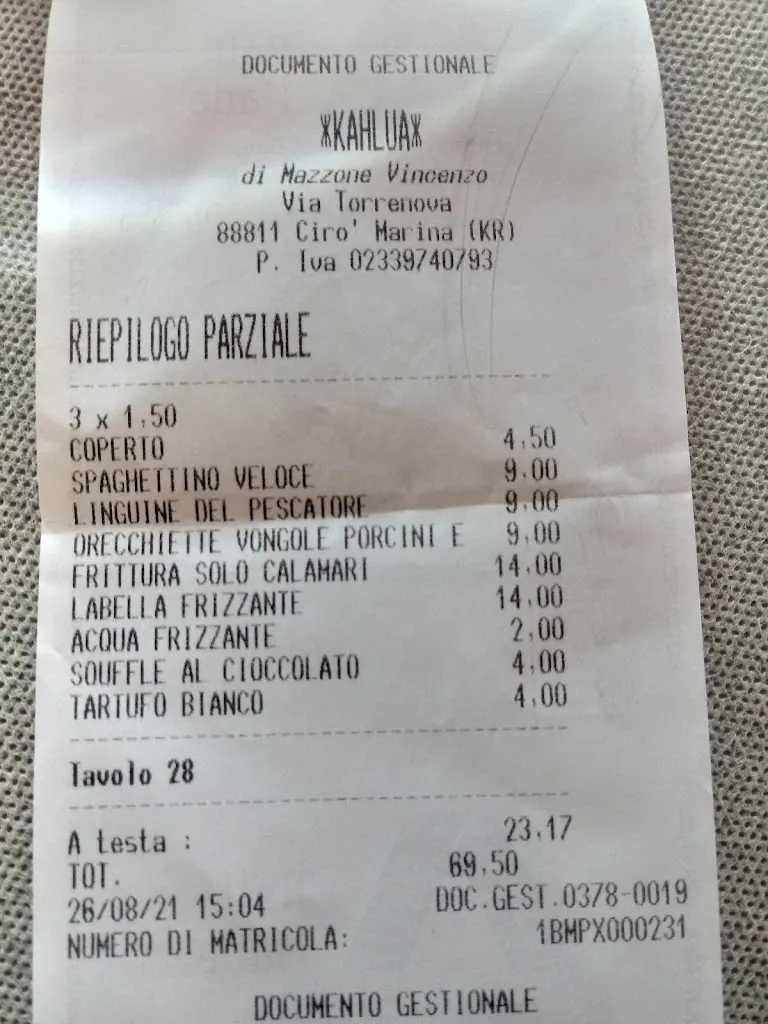 DOCUMENTO GESTIONALE
*KAHLUA*
di Mazzone Vincenzo
Via Torrenova
88811 Ciro' Marina (KR)
P. Iva 02339740793
RIEPILOGO PARZIALE
3 x 1,50
COPERTO 4,50
SPAGHETTINO VELOCE 9,00
LINGUINE DEL PESCATORE 9,00
ORECCHIETTE VONGOLE PORCINI E 9,00
FRITTURA SOLO CALAMARI 14,00
LABELLA FRIZZANTE 14,00
ACQUA FRIZZANTE 2,00
SOUFFLE AL CIOCCOLATO 4,00
TARTUFO BIANCO 4,00
Tavolo 28
A testa : 23,17
TOT. 69,50
26/08/21 15:04 DOC.GEST.0378-0019
NUMERO DI MATRICOLA: 1BMPX000231
DOCUMENTO GESTIONALE